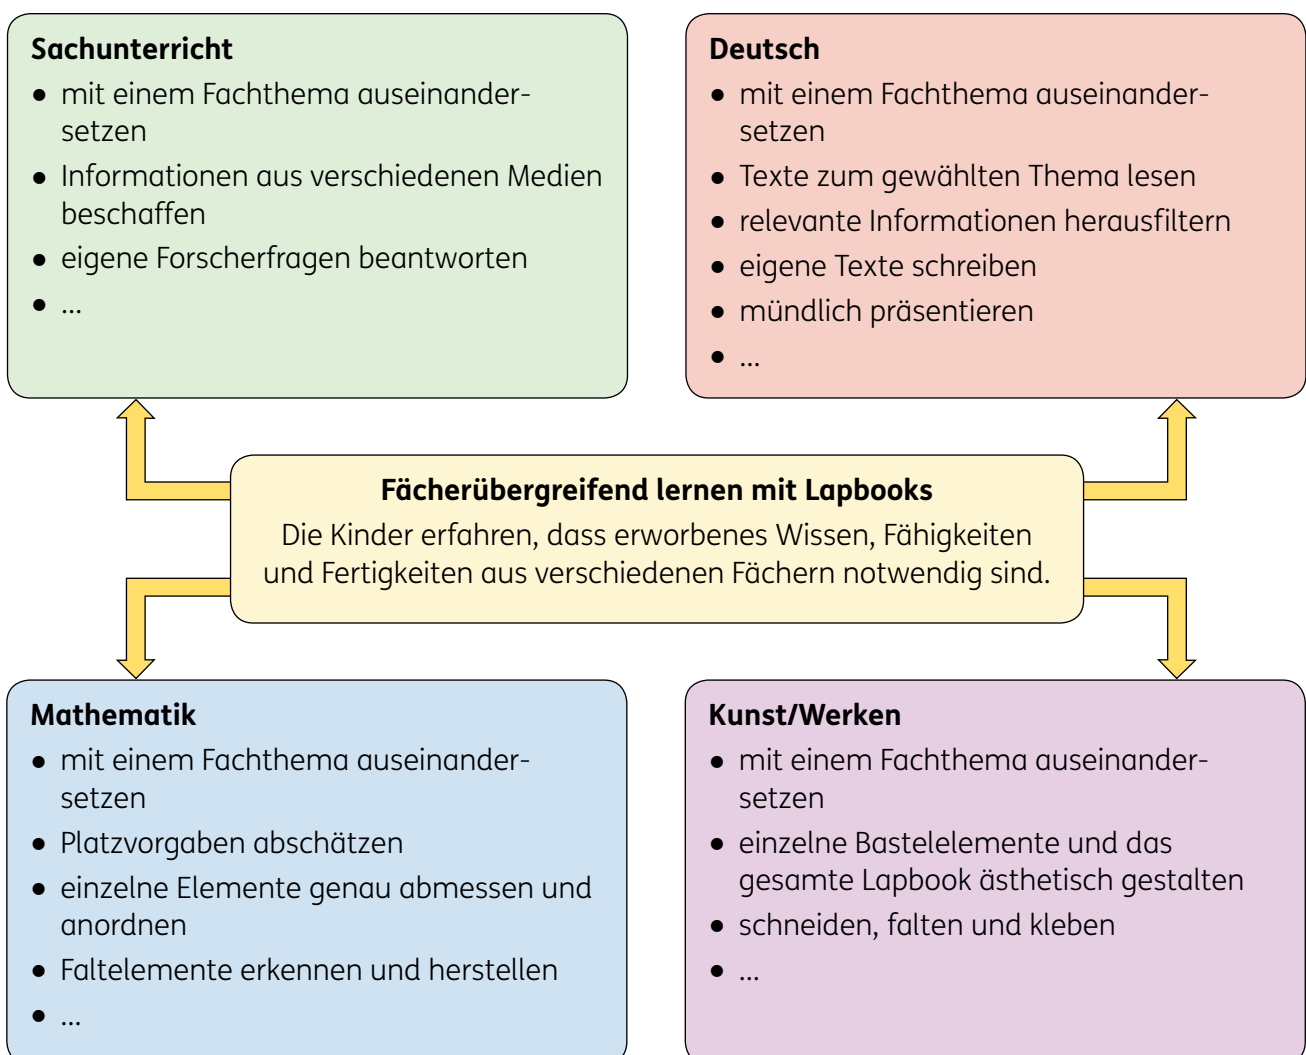 Sachunterricht
● mit einem Fachthema auseinander-
setzen
● Informationen aus verschiedenen Medien
beschaffen
● eigene Forscherfragen beantworten
● ...
Deutsch
● mit einem Fachthema auseinander-
setzen
● Texte zum gewählten Thema lesen
● relevante Informationen herausfiltern
● eigene Texte schreiben
● mündlich präsentieren
● ...
Fächerübergreifend lernen mit Lapbooks
Die Kinder erfahren, dass erworbenes Wissen, Fähigkeiten
und Fertigkeiten aus verschiedenen Fächern notwendig sind.
Mathematik
● mit einem Fachthema auseinander-
setzen
● Platzvorgaben abschätzen
● einzelne Elemente genau abmessen und
anordnen
● Faltelemente erkennen und herstellen
● ...
Kunst/Werken
● mit einem Fachthema auseinander-
setzen
● einzelne Bastelelemente und das
gesamte Lapbook ästhetisch gestalten
● schneiden, falten und kleben
● ...